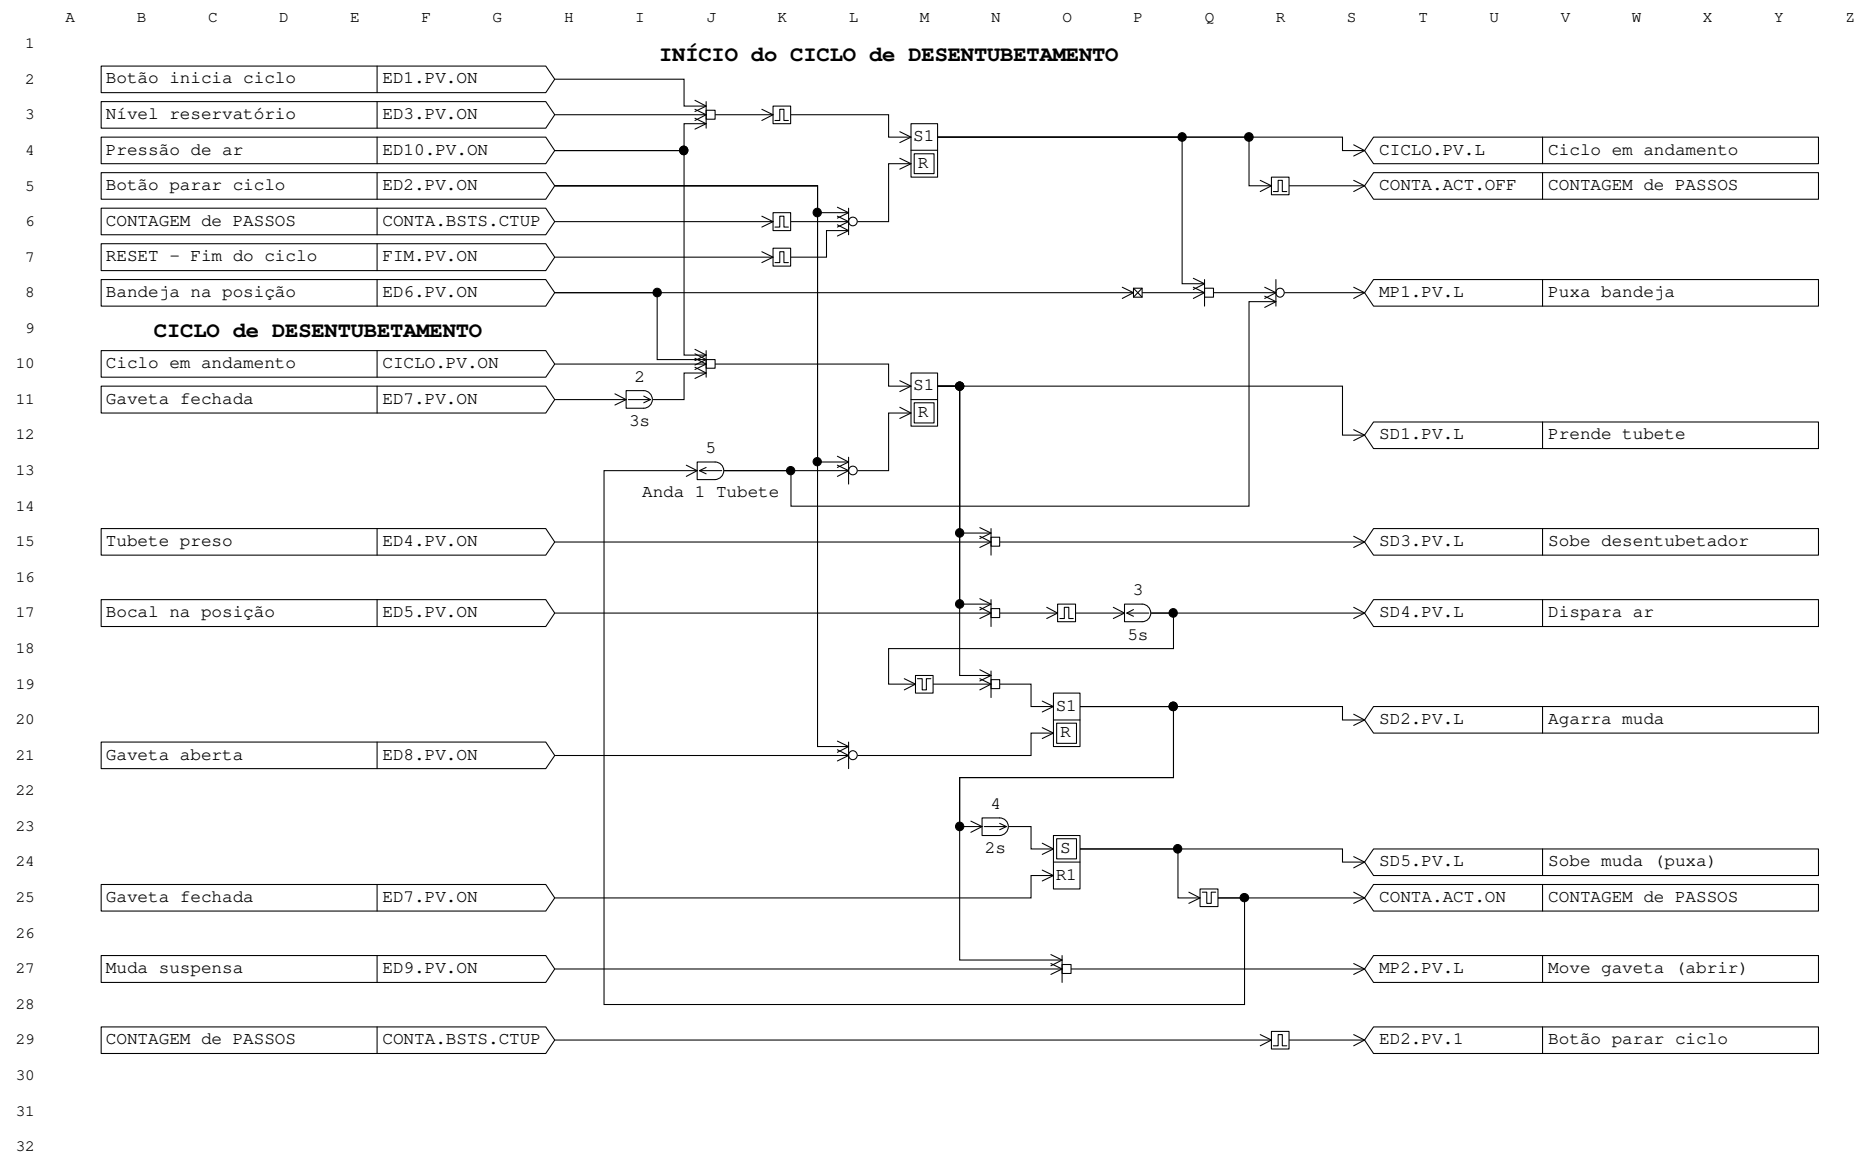 A B C D E F G H I J K L M N O P Q R S T U V W X Y Z
1
INÍCIO do CICLO de DESENTUBETAMENTO
2 Botão inicia ciclo ED1.PV.ON
3 Nível reservatório ED3.PV.ON
S1
4 Pressão de ar ED10.PV.ON CICLO.PV.L Ciclo em andamento
R
5 Botão parar ciclo ED2.PV.ON CONTA.ACT.OFF CONTAGEM de PASSOS
6 CONTAGEM de PASSOS CONTA.BSTS.CTUP
7 RESET - Fim do ciclo FIM.PV.ON
8 Bandeja na posição ED6.PV.ON MP1.PV.L Puxa bandeja
9 CICLO de DESENTUBETAMENTO
10 Ciclo em andamento CICLO.PV.ON
2 S1
11 Gaveta fechada ED7.PV.ON
3s R
12 SD1.PV.L Prende tubete
5
13
Anda 1 Tubete
14
15 Tubete preso ED4.PV.ON SD3.PV.L Sobe desentubetador
16
3
17 Bocal na posição ED5.PV.ON SD4.PV.L Dispara ar
5s
18
19
S1
20 SD2.PV.L Agarra muda
R
21 Gaveta aberta ED8.PV.ON
22
4
23
2s S
24 SD5.PV.L Sobe muda (puxa)
R1
25 Gaveta fechada ED7.PV.ON CONTA.ACT.ON CONTAGEM de PASSOS
26
27 Muda suspensa ED9.PV.ON MP2.PV.L Move gaveta (abrir)
28
29 CONTAGEM de PASSOS CONTA.BSTS.CTUP ED2.PV.1 Botão parar ciclo
30
31
32